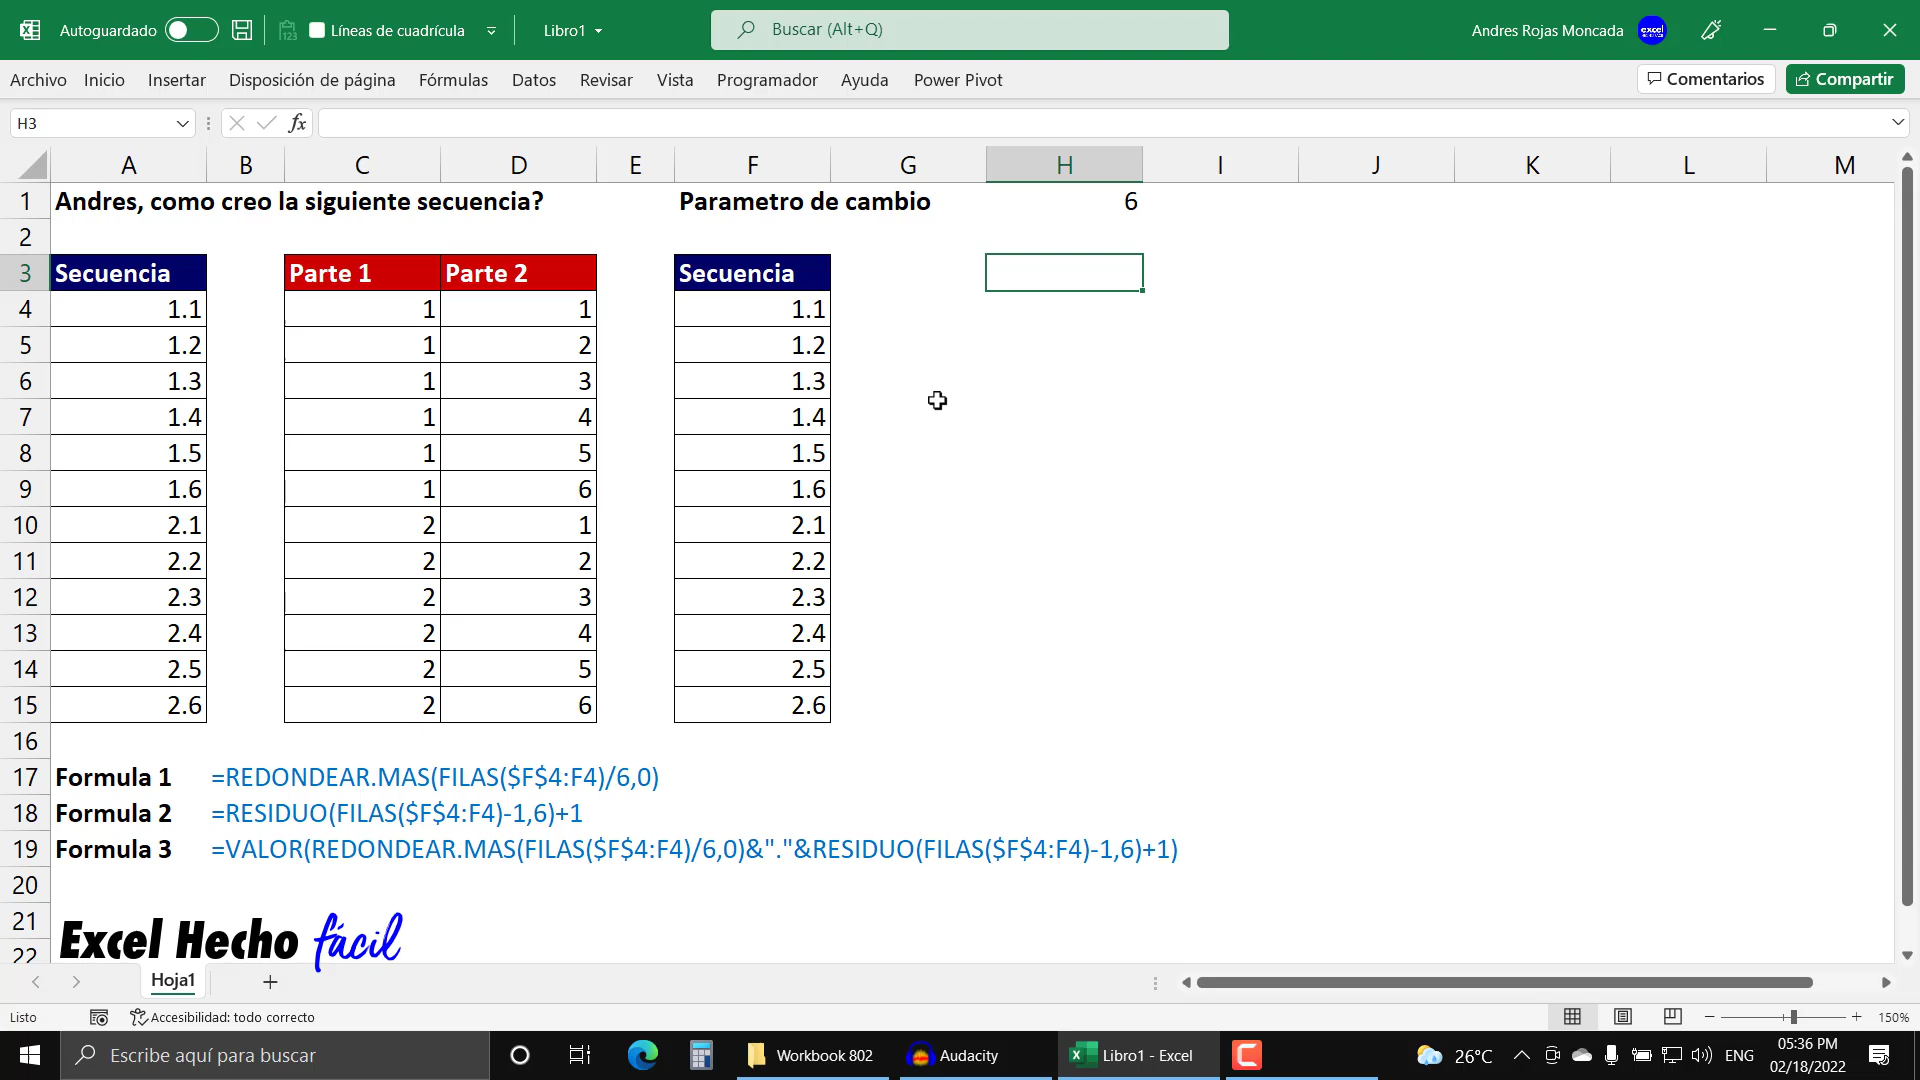 Autoguardado
Líneas de cuadrícula
Libro1
Buscar (Alt+Q)
Andres Rojas Moncada
Archivo Inicio Insertar Disposición de página Fórmulas Datos Revisar Vista Programador Ayuda Power Pivot
Comentarios Compartir
H3 fx
A B C D E F G H I J K L M
1 Andres, como creo la siguiente secuencia? Parametro de cambio 6
2
3 Secuencia Parte 1 Parte 2 Secuencia
4 1.1 1 1 1.1
5 1.2 1 2 1.2
6 1.3 1 3 1.3
7 1.4 1 4 1.4
8 1.5 1 5 1.5
9 1.6 1 6 1.6
10 2.1 2 1 2.1
11 2.2 2 2 2.2
12 2.3 2 3 2.3
13 2.4 2 4 2.4
14 2.5 2 5 2.5
15 2.6 2 6 2.6
16
17 Formula 1 =REDONDEAR.MAS(FILAS($F$4:F4)/6,0)
18 Formula 2 =RESIDUO(FILAS($F$4:F4)-1,6)+1
19 Formula 3 =VALOR(REDONDEAR.MAS(FILAS($F$4:F4)/6,0)&"."&RESIDUO(FILAS($F$4:F4)-1,6)+1)
20
21
22
Excel Hecho fácil
Hoja1
Listo Accesibilidad: todo correcto 150%
Escribe aquí para buscar
Workbook 802
Audacity
Libro1 - Excel
26°C
ENG
05:36 PM
02/18/2022